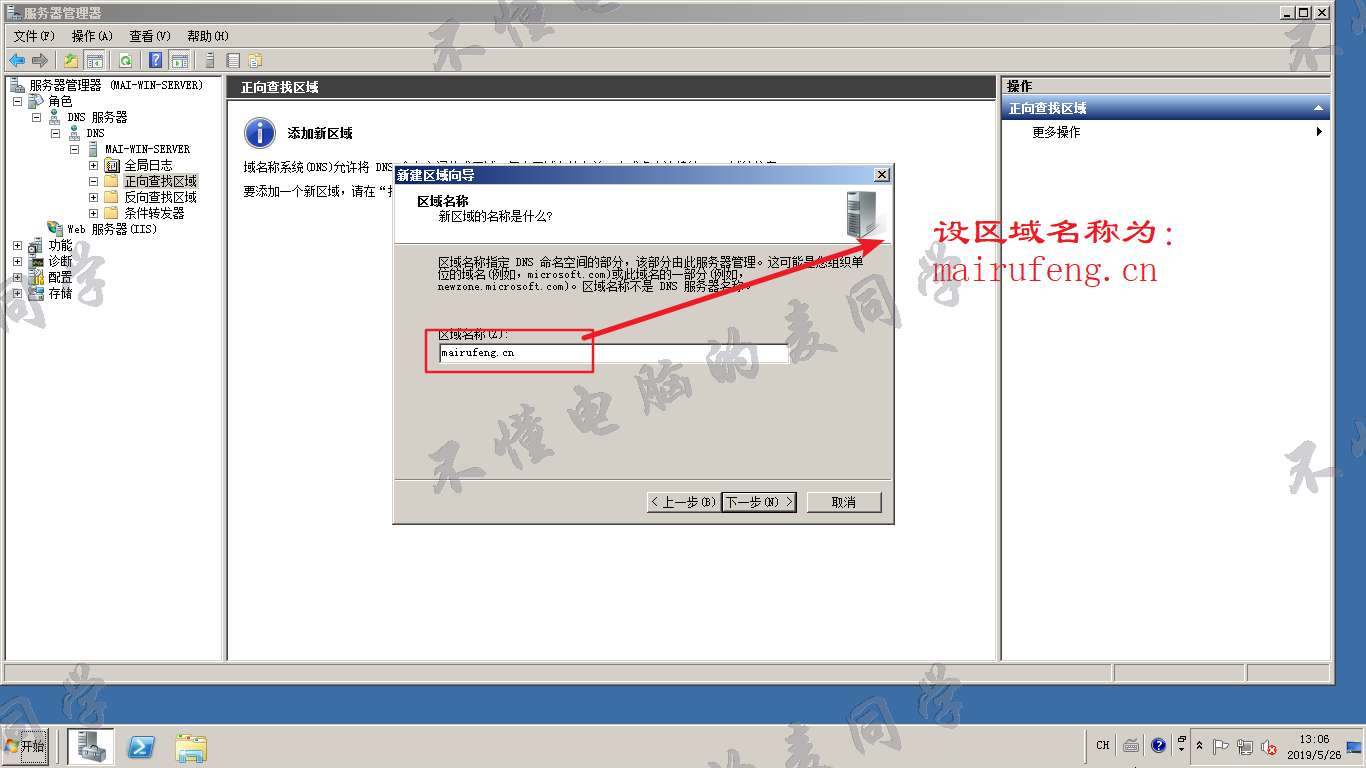 服务器管理器
文件(F) 操作(A) 查看(V) 帮助(H)
服务器管理器 (MAI-WIN-SERVER)
角色
DNS 服务器
DNS
MAI-WIN-SERVER
全局日志
正向查找区域
反向查找区域
条件转发器
Web 服务器(IIS)
功能
诊断
配置
存储
正向查找区域
添加新区域
域名称系统(DNS)允许将 DNS
要添加一个新区域，请在“
操作
正向查找区域
更多操作
新建区域向导
区域名称
新区域的名称是什么?
区域名称指定 DNS 命名空间的部分，该部分由此服务器管理。这可能是您组织单
位的域名(例如，microsoft.com)或此域名的一部分(例如，
newzone.microsoft.com)。区域名称不是 DNS 服务器名称。
区域名称(Z):
mairufeng.cn
< 上一步(B) 下一步(N) > 取消
设区域名称为：
mairufeng.cn
不懂电脑的麦同学
开始
CH
13:06
2019/5/26